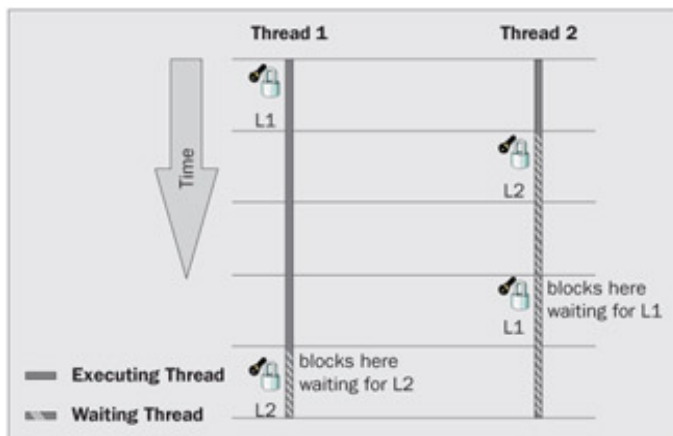 Thread 1
Thread 2
Time
L1
L2
L1
blocks here
waiting for L1
L2
blocks here
waiting for L2
Executing Thread
Waiting Thread